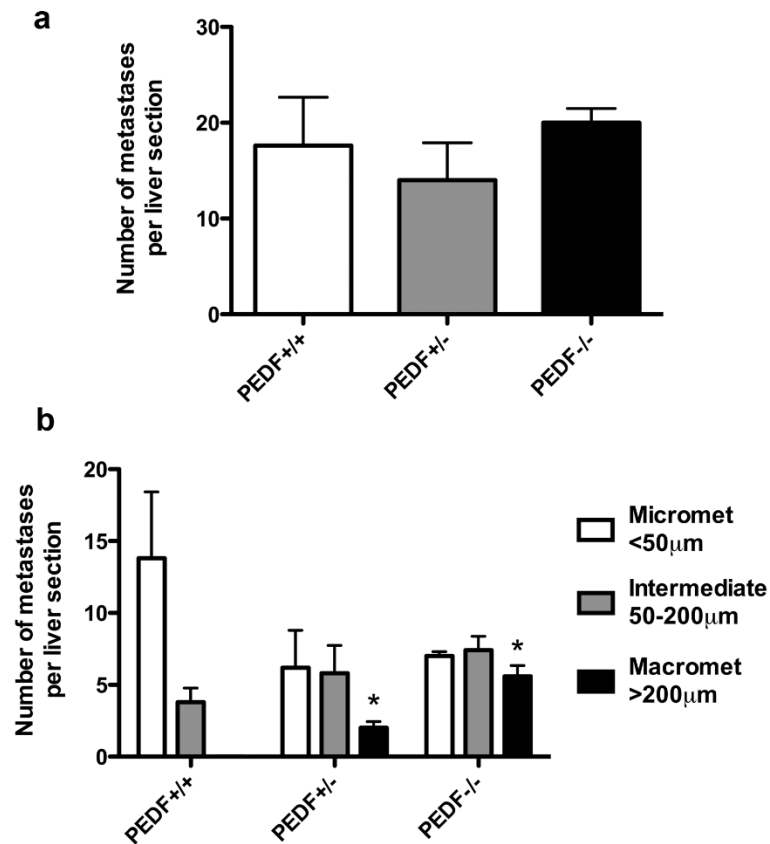 a
Number of metastases
per liver section
30
20
10
0
PEDF+/+
PEDF+/-
PEDF-/-
b
Number of metastases
per liver section
20
15
10
5
0
*
*
PEDF+/+
PEDF+/-
PEDF-/-
Micromet
<50μm
Intermediate
50-200μm
Macromet
>200μm